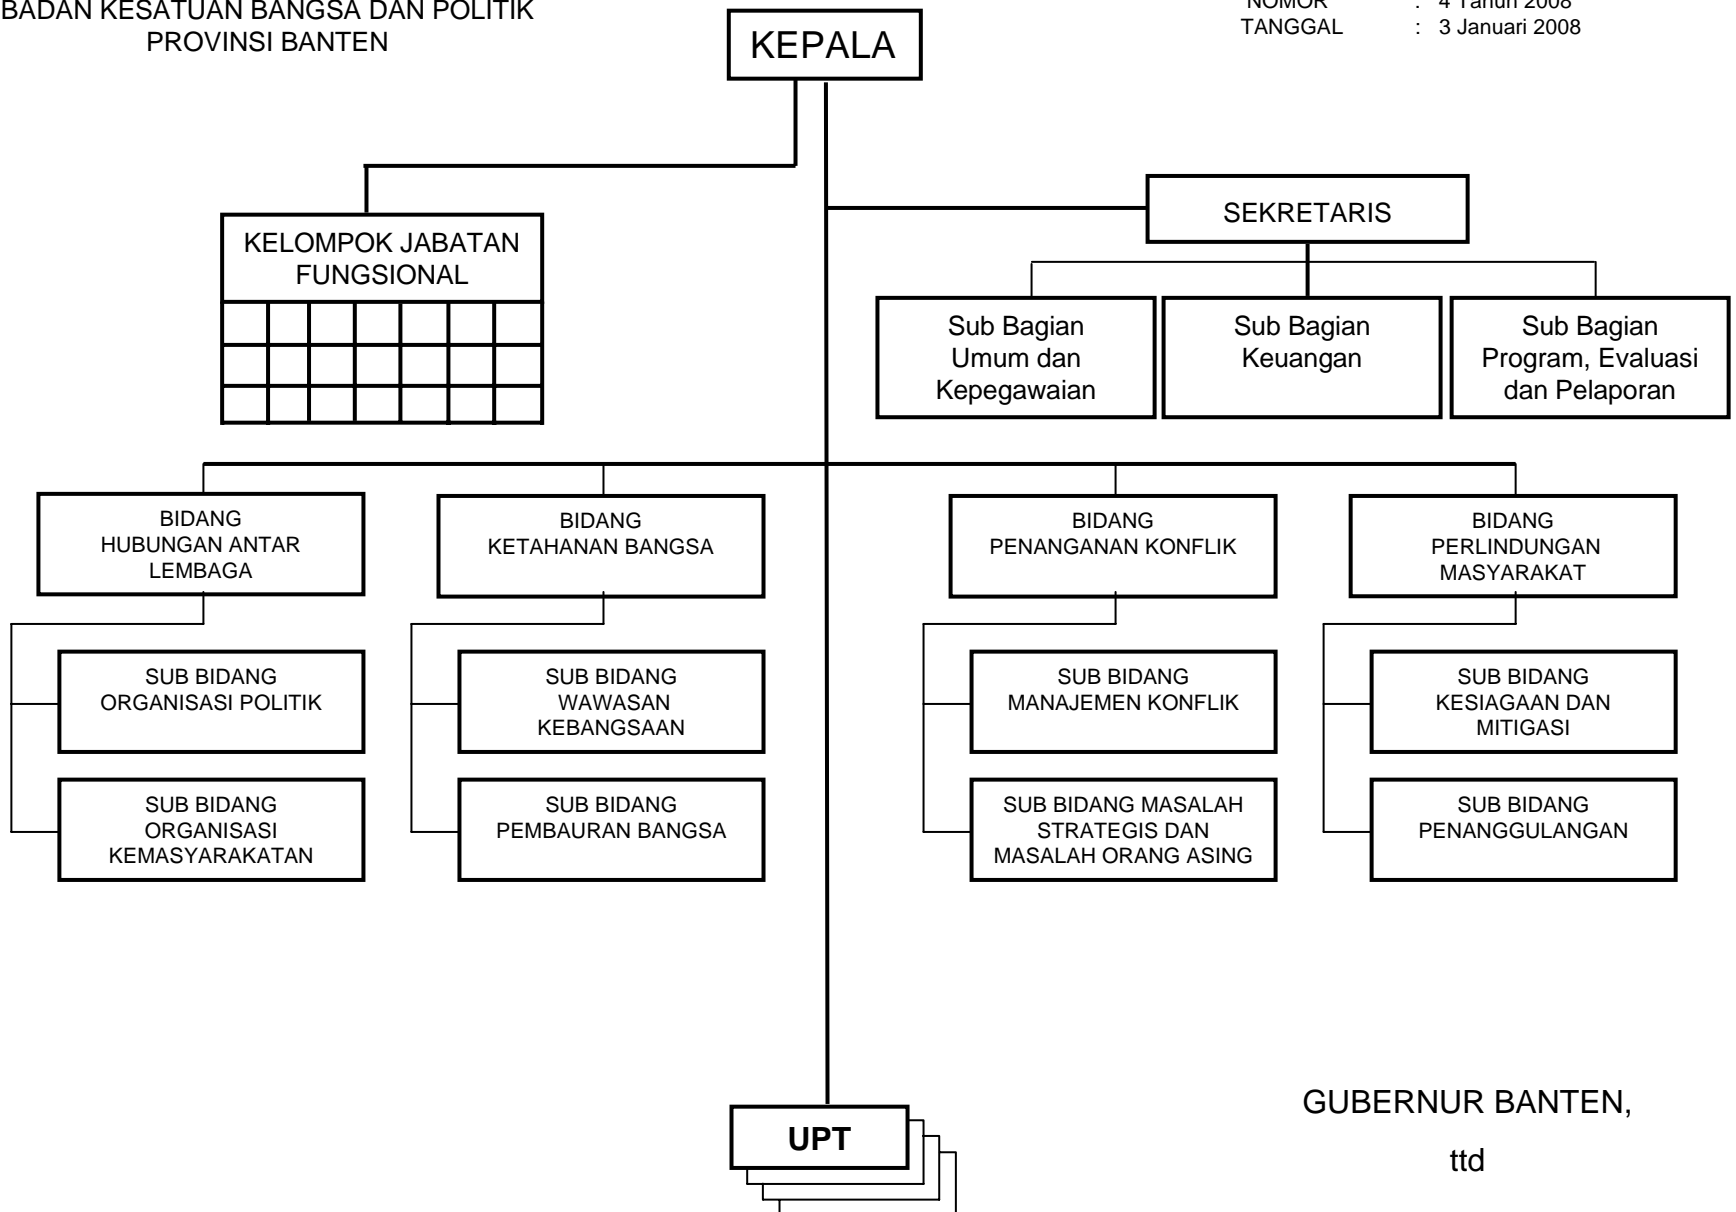 BADAN KESATUAN BANGSA DAN POLITIK
PROVINSI BANTEN
NOMOR : 4 Tahun 2008
TANGGAL : 3 Januari 2008
KEPALA
SEKRETARIS
KELOMPOK JABATAN
FUNGSIONAL
Sub Bagian
Umum dan
Kepegawaian
Sub Bagian
Keuangan
Sub Bagian
Program, Evaluasi
dan Pelaporan
BIDANG
HUBUNGAN ANTAR
LEMBAGA
BIDANG
KETAHANAN BANGSA
BIDANG
PENANGANAN KONFLIK
BIDANG
PERLINDUNGAN
MASYARAKAT
SUB BIDANG
ORGANISASI POLITIK
SUB BIDANG
WAWASAN
KEBANGSAAN
SUB BIDANG
MANAJEMEN KONFLIK
SUB BIDANG
KESIAGAAN DAN
MITIGASI
SUB BIDANG
ORGANISASI
KEMASYARAKATAN
SUB BIDANG
PEMBAURAN BANGSA
SUB BIDANG MASALAH
STRATEGIS DAN
MASALAH ORANG ASING
SUB BIDANG
PENANGGULANGAN
UPT
GUBERNUR BANTEN,
ttd